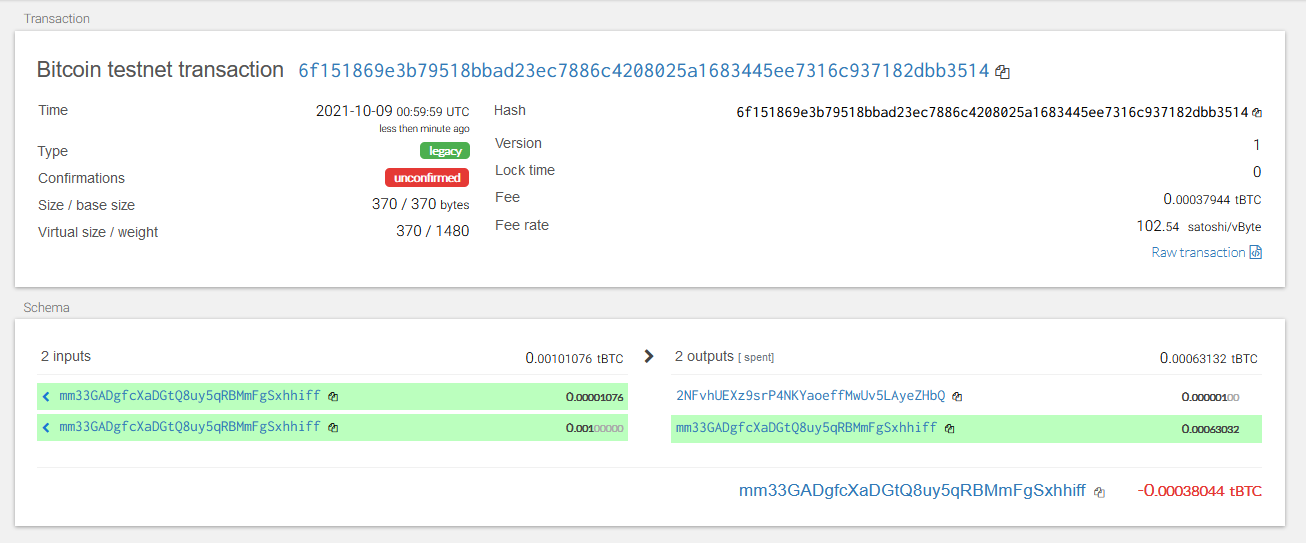 Transaction
Bitcoin testnet transaction 6f151869e3b79518bbad23ec7886c4208025a1683445ee7316c937182dbb3514
Time 2021-10-09 00:59:59 UTC
less then minute ago
Type legacy
Confirmations unconfirmed
Size / base size 370 / 370 bytes
Virtual size / weight 370 / 1480
Hash 6f151869e3b79518bbad23ec7886c4208025a1683445ee7316c937182dbb3514
Version 1
Lock time 0
Fee 0.00037944 tBTC
Fee rate 102.54 satoshi/vByte
Raw transaction
Schema
2 inputs 0.00101076 tBTC
mm33GADgfcXaDGtQ8uy5qRBMmFgSxhhiff 0.00001076
mm33GADgfcXaDGtQ8uy5qRBMmFgSxhhiff 0.00100000
2 outputs [ spent] 0.00063132 tBTC
2NFvhUEXz9srP4NKYaoeffMwUv5LAyeZHbQ 0.00000100
mm33GADgfcXaDGtQ8uy5qRBMmFgSxhhiff 0.00063032
mm33GADgfcXaDGtQ8uy5qRBMmFgSxhhiff -0.00038044 tBTC